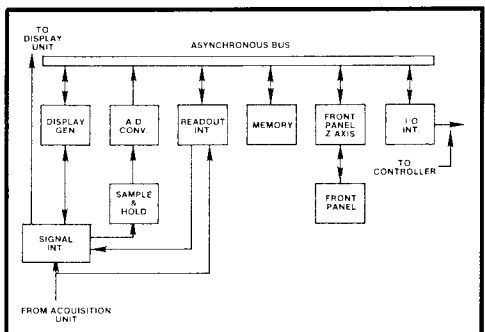 TO
DISPLAY
UNIT
ASYNCHRONOUS BUS
DISPLAY
GEN
A D
CONV.
READOUT
INT
MEMORY
FRONT
PANEL
Z AXIS
I/O
INT.
TO
CONTROLLER
SAMPLE
&
HOLD
FRONT
PANEL
SIGNAL
INT
FROM ACQUISITION
UNIT